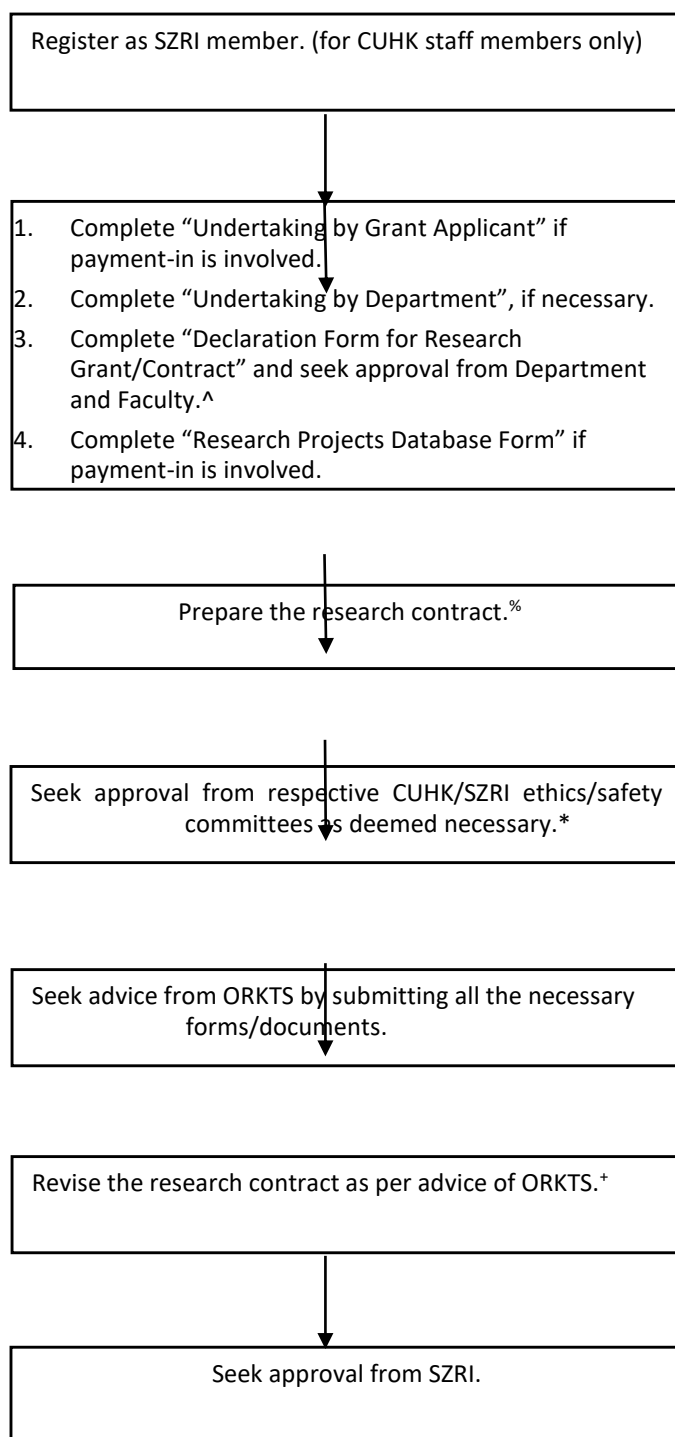 Register as SZRI member. (for CUHK staff members only)
1. Complete “Undertaking by Grant Applicant” if
payment-in is involved.
2. Complete “Undertaking by Department”, if necessary.
3. Complete “Declaration Form for Research
Grant/Contract” and seek approval from Department
and Faculty.^
4. Complete “Research Projects Database Form” if
payment-in is involved.
Prepare the research contract.%
Seek approval from respective CUHK/SZRI ethics/safety
committees as deemed necessary.*
Seek advice from ORKTS by submitting all the necessary
forms/documents.
Revise the research contract as per advice of ORKTS.+
Seek approval from SZRI.